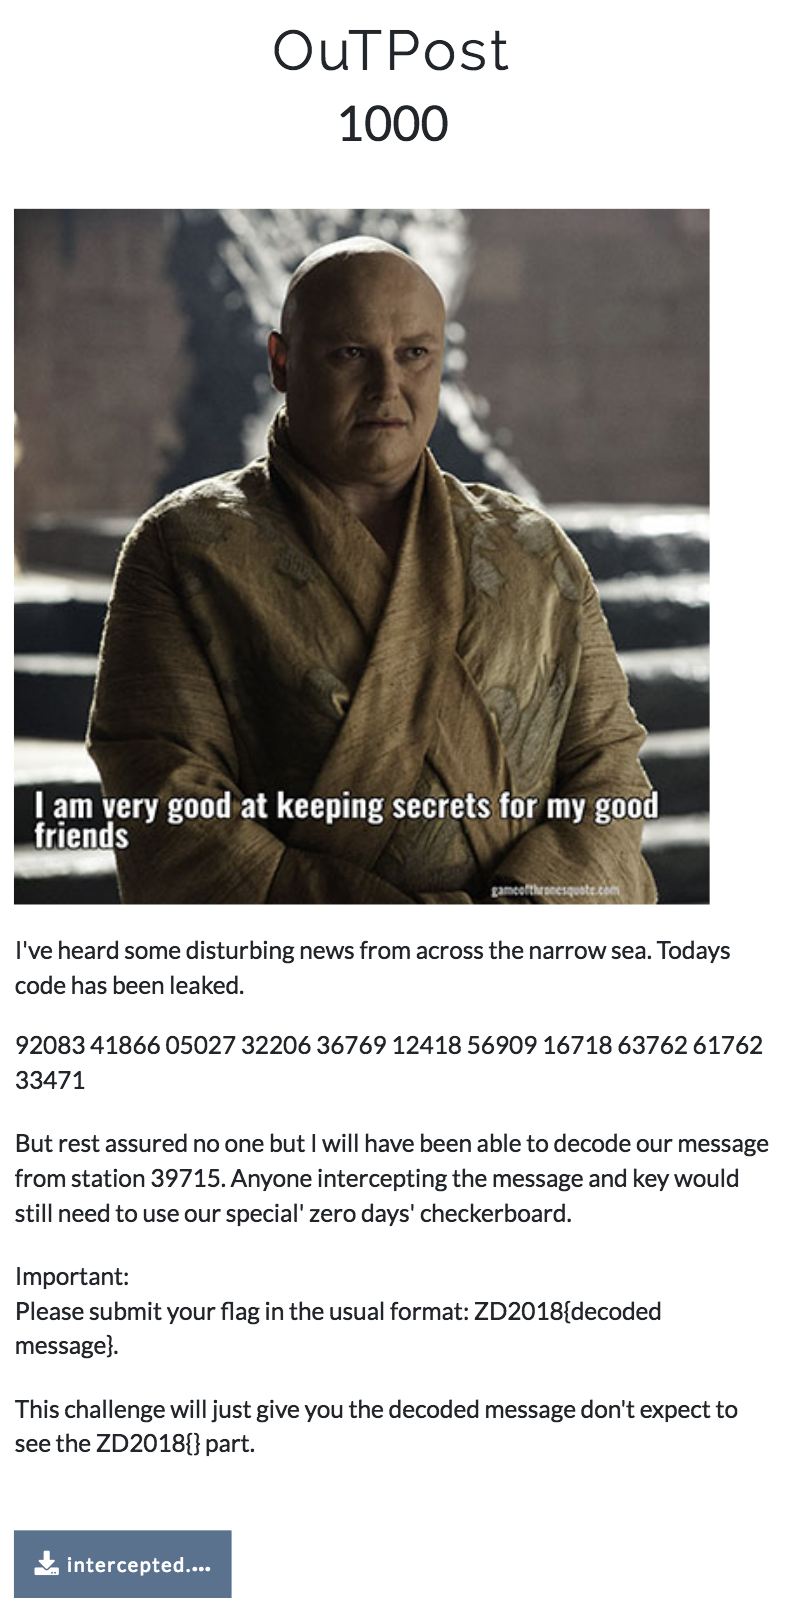 OuTPost
1000
I am very good at keeping secrets for my good
friends
gameofthronesquote.com
I've heard some disturbing news from across the narrow sea. Todays
code has been leaked.
92083 41866 05027 32206 36769 12418 56909 16718 63762 61762
33471
But rest assured no one but I will have been able to decode our message
from station 39715. Anyone intercepting the message and key would
still need to use our special' zero days' checkerboard.
Important:
Please submit your flag in the usual format: ZD2018{decoded
message}.
This challenge will just give you the decoded message don't expect to
see the ZD2018{} part.
intercepted....